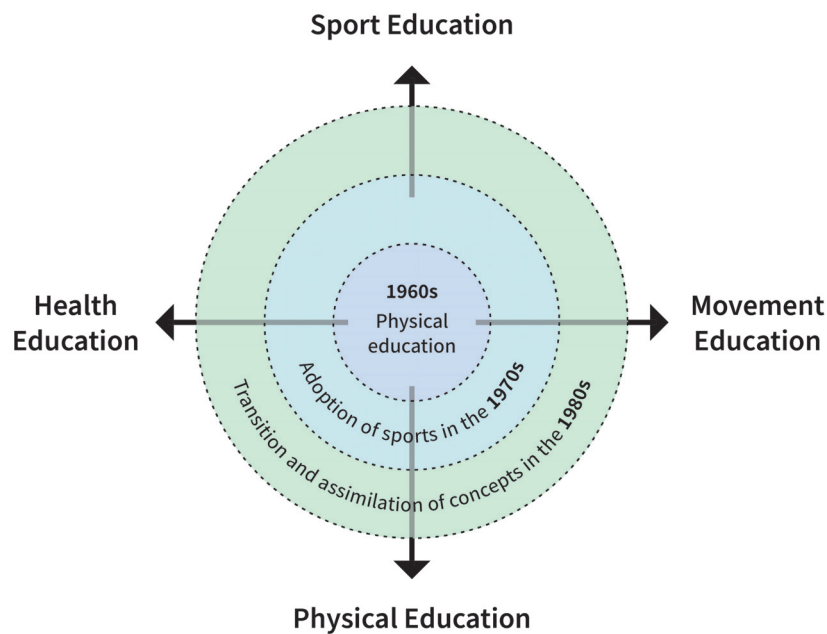 Sport Education
Health
Education
1960s
Physical
education
Movement
Education
Adoption of sports in the 1970s
Transition and assimilation of concepts in the 1980s
Physical Education